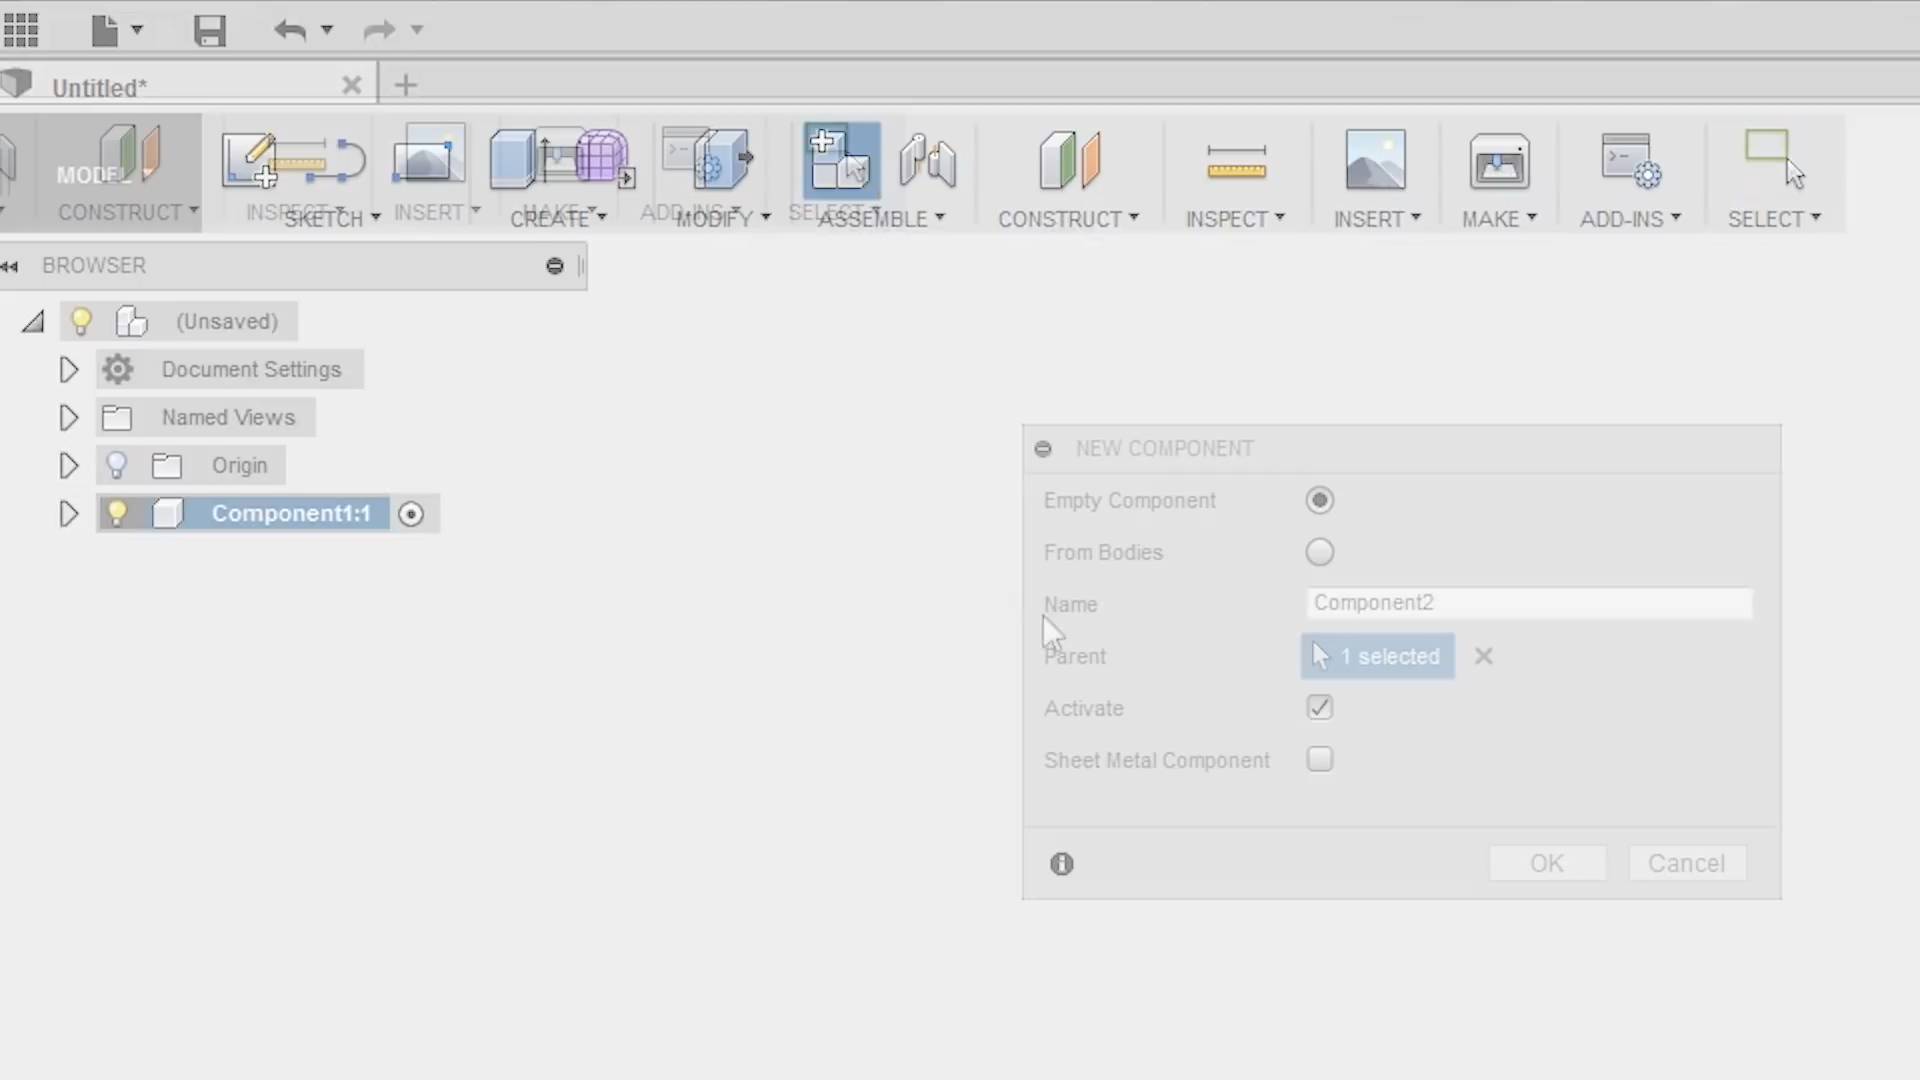 Untitled*
MODEL
CONSTRUCT INSPECT INSERT MAKE ADD-INS SELECT
SKETCH CREATE MODIFY ASSEMBLE CONSTRUCT INSPECT INSERT MAKE ADD-INS SELECT
BROWSER
(Unsaved)
Document Settings
Named Views
Origin
Component1:1
NEW COMPONENT
Empty Component
From Bodies
Name Component2
Parent 1 selected
Activate
Sheet Metal Component
OK Cancel